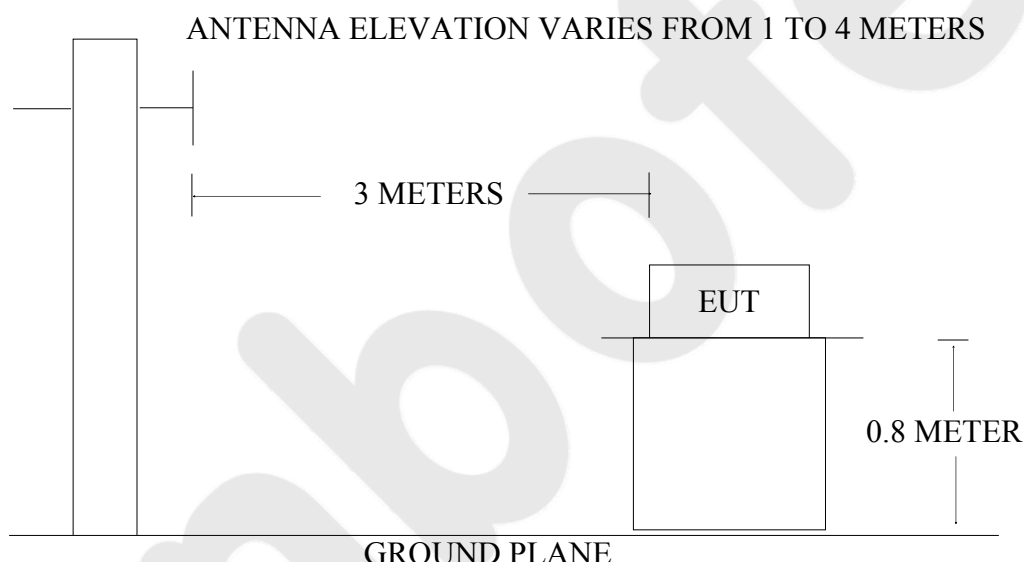 ANTENNA ELEVATION VARIES FROM 1 TO 4 METERS
3 METERS
EUT
0.8 METER
GROUND PLANE